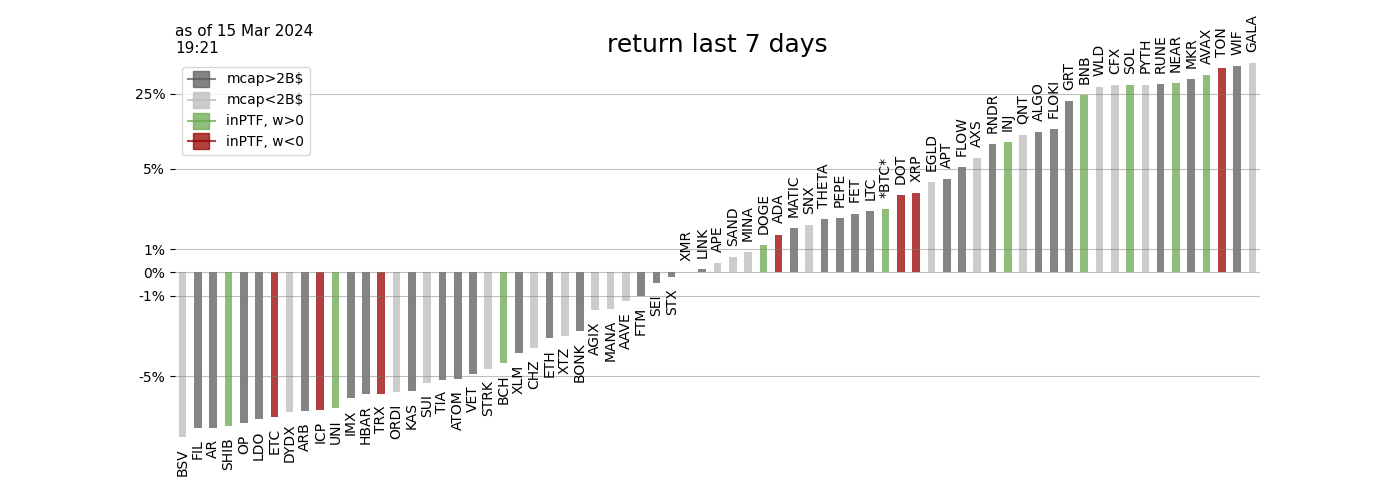 as of 15 Mar 2024
19:21
return last 7 days
mcap>2B$
mcap<2B$
inPTF, w>0
inPTF, w<0
25%
5%
1%
0%
-1%
-5%
BSV
FIL
AR
SHIB
OP
LDO
ETC
DYDX
ARB
ICP
UNI
IMX
HBAR
TRX
ORDI
KAS
SUI
TIA
ATOM
VET
STRK
BCH
XLM
CHZ
ETH
XTZ
BONK
AGIX
MANA
AAVE
FTM
SEI
STX
XMR
LINK
APE
SAND
MINA
DOGE
ADA
MATIC
SNX
THETA
PEPE
FET
LTC
*BTC*
DOT
XRP
EGLD
APT
FLOW
AXS
RNDR
INJ
QNT
ALGO
FLOKI
GRT
BNB
WLD
CFX
SOL
PYTH
RUNE
NEAR
MKR
AVAX
TON
WIF
GALA